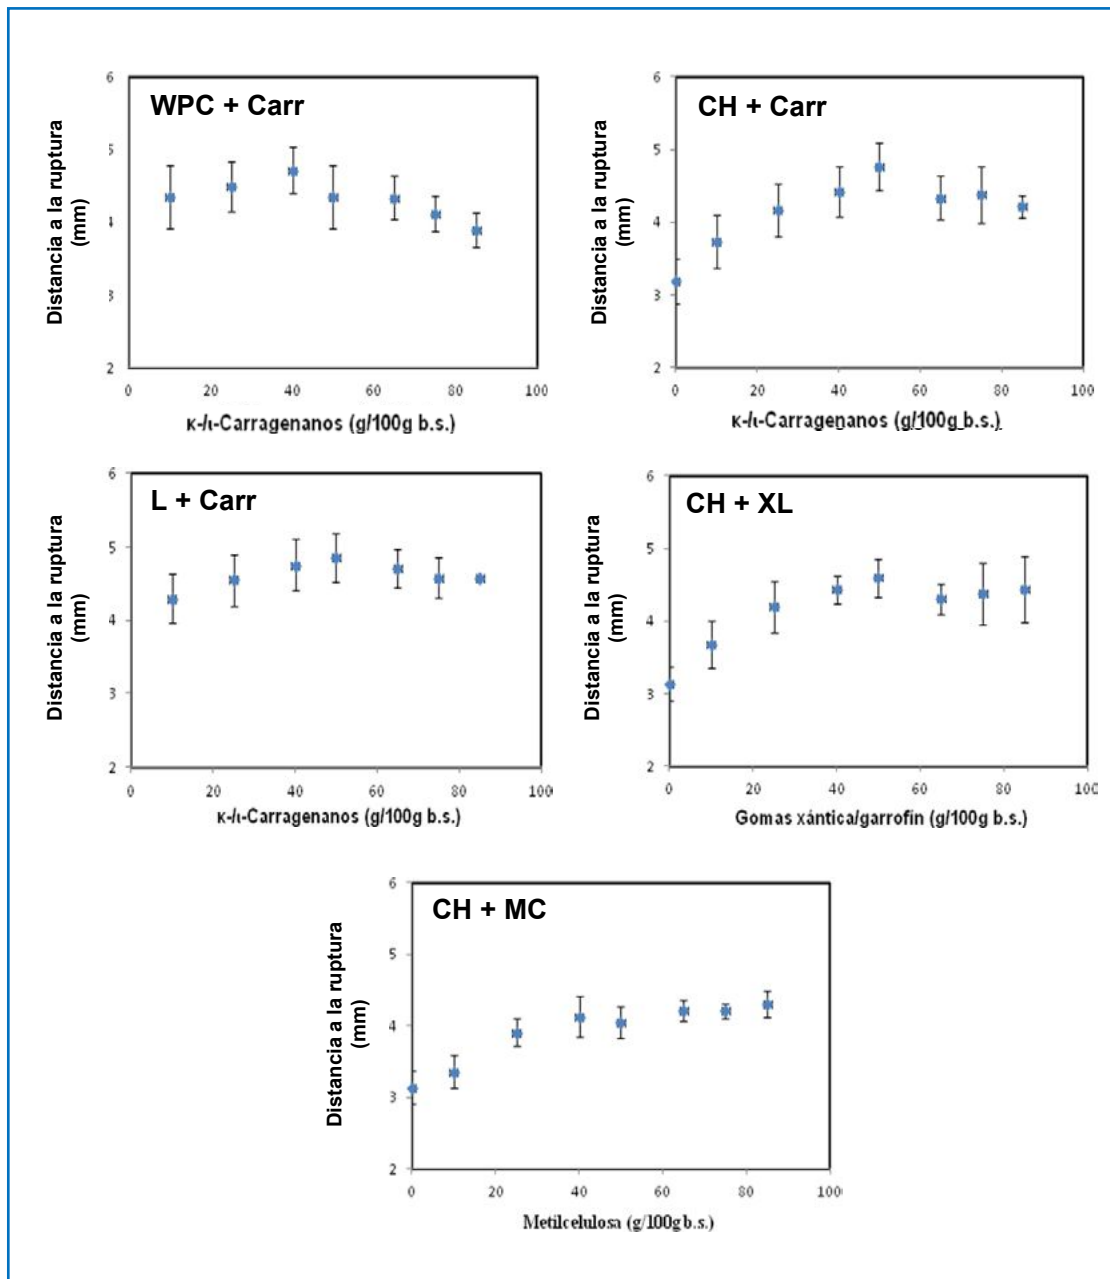 WPC + Carr
Distancia a la ruptura
(mm)
6
5
4
3
2
0 20 40 60 80 100
κ-/ι-Carragenanos (g/100g b.s.)
CH + Carr
Distancia a la ruptura
(mm)
6
5
4
3
2
0 20 40 60 80 100
κ-/ι-Carragenanos (g/100g b.s.)
L + Carr
Distancia a la ruptura
(mm)
6
5
4
3
2
0 20 40 60 80 100
κ-/ι-Carragenanos (g/100g b.s.)
CH + XL
Distancia a la ruptura
(mm)
6
5
4
3
2
0 20 40 60 80 100
Gomas xántica/garrofín (g/100g b.s.)
CH + MC
Distancia a la ruptura
(mm)
6
5
4
3
2
0 20 40 60 80 100
Metilcelulosa (g/100g b.s.)